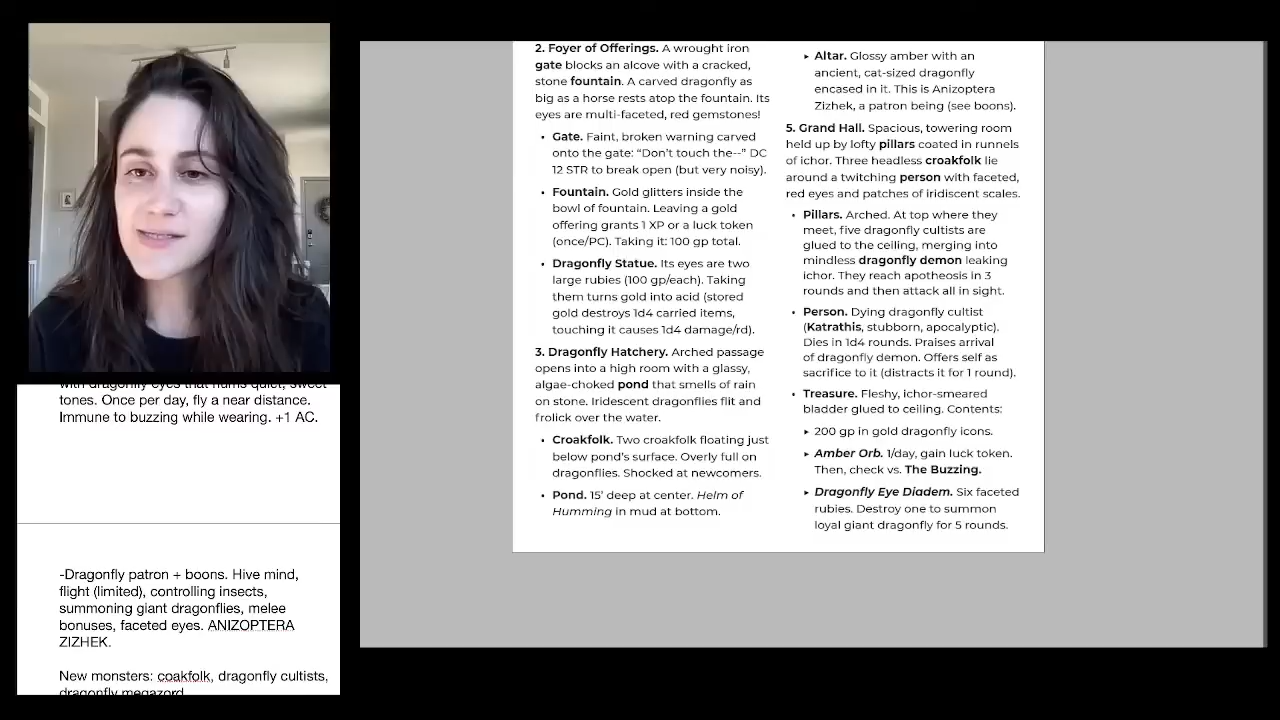 with dragonfly eyes that hums quiet, sweet
tones. Once per day, fly a near distance.
Immune to buzzing while wearing. +1 AC.
-Dragonfly patron + boons. Hive mind,
flight (limited), controlling insects,
summoning giant dragonflies, melee
bonuses, faceted eyes. ANIZOPTERA
ZIZHEK.
New monsters: coakfolk, dragonfly cultists,
dragonfly megazord
2. Foyer of Offerings. A wrought iron
gate blocks an alcove with a cracked,
stone fountain. A carved dragonfly as
big as a horse rests atop the fountain. Its
eyes are multi-faceted, red gemstones!
• Gate. Faint, broken warning carved
onto the gate: “Don’t touch the--” DC
12 STR to break open (but very noisy).
• Fountain. Gold glitters inside the
bowl of fountain. Leaving a gold
offering grants 1 XP or a luck token
(once/PC). Taking it: 100 gp total.
• Dragonfly Statue. Its eyes are two
large rubies (100 gp/each). Taking
them turns gold into acid (stored
gold destroys 1d4 carried items,
touching it causes 1d4 damage/rd).
3. Dragonfly Hatchery. Arched passage
opens into a high room with a glassy,
algae-choked pond that smells of rain
on stone. Iridescent dragonflies flit and
frolick over the water.
• Croakfolk. Two croakfolk floating just
below pond’s surface. Overly full on
dragonflies. Shocked at newcomers.
• Pond. 15’ deep at center. Helm of
Humming in mud at bottom.
▸ Altar. Glossy amber with an
ancient, cat-sized dragonfly
encased in it. This is Anizoptera
Zizhek, a patron being (see boons).
5. Grand Hall. Spacious, towering room
held up by lofty pillars coated in runnels
of ichor. Three headless croakfolk lie
around a twitching person with faceted,
red eyes and patches of iridiscent scales.
• Pillars. Arched. At top where they
meet, five dragonfly cultists are
glued to the ceiling, merging into
mindless dragonfly demon leaking
ichor. They reach apotheosis in 3
rounds and then attack all in sight.
• Person. Dying dragonfly cultist
(Katrathis, stubborn, apocalyptic).
Dies in 1d4 rounds. Praises arrival
of dragonfly demon. Offers self as
sacrifice to it (distracts it for 1 round).
• Treasure. Fleshy, ichor-smeared
bladder glued to ceiling. Contents:
▸ 200 gp in gold dragonfly icons.
▸ Amber Orb. 1/day, gain luck token.
Then, check vs. The Buzzing.
▸ Dragonfly Eye Diadem. Six faceted
rubies. Destroy one to summon
loyal giant dragonfly for 5 rounds.